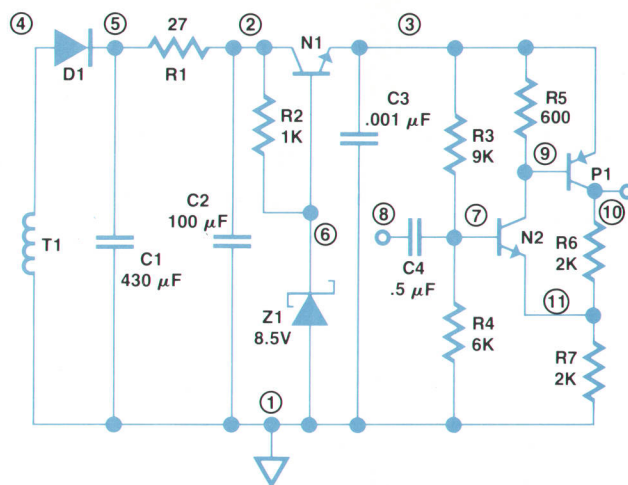 ④ ⑤ 27 ② N1 ③
D1 R1
R2
1K
C3
.001 μF
R3
9K
R5
600
⑨
P1
⑩
C2
100 μF
⑧ ⑦
N2
R6
2K
T1
C1
430 μF
⑥
C4
.5 μF
⑪
Z1
8.5V
R4
6K
R7
2K
①